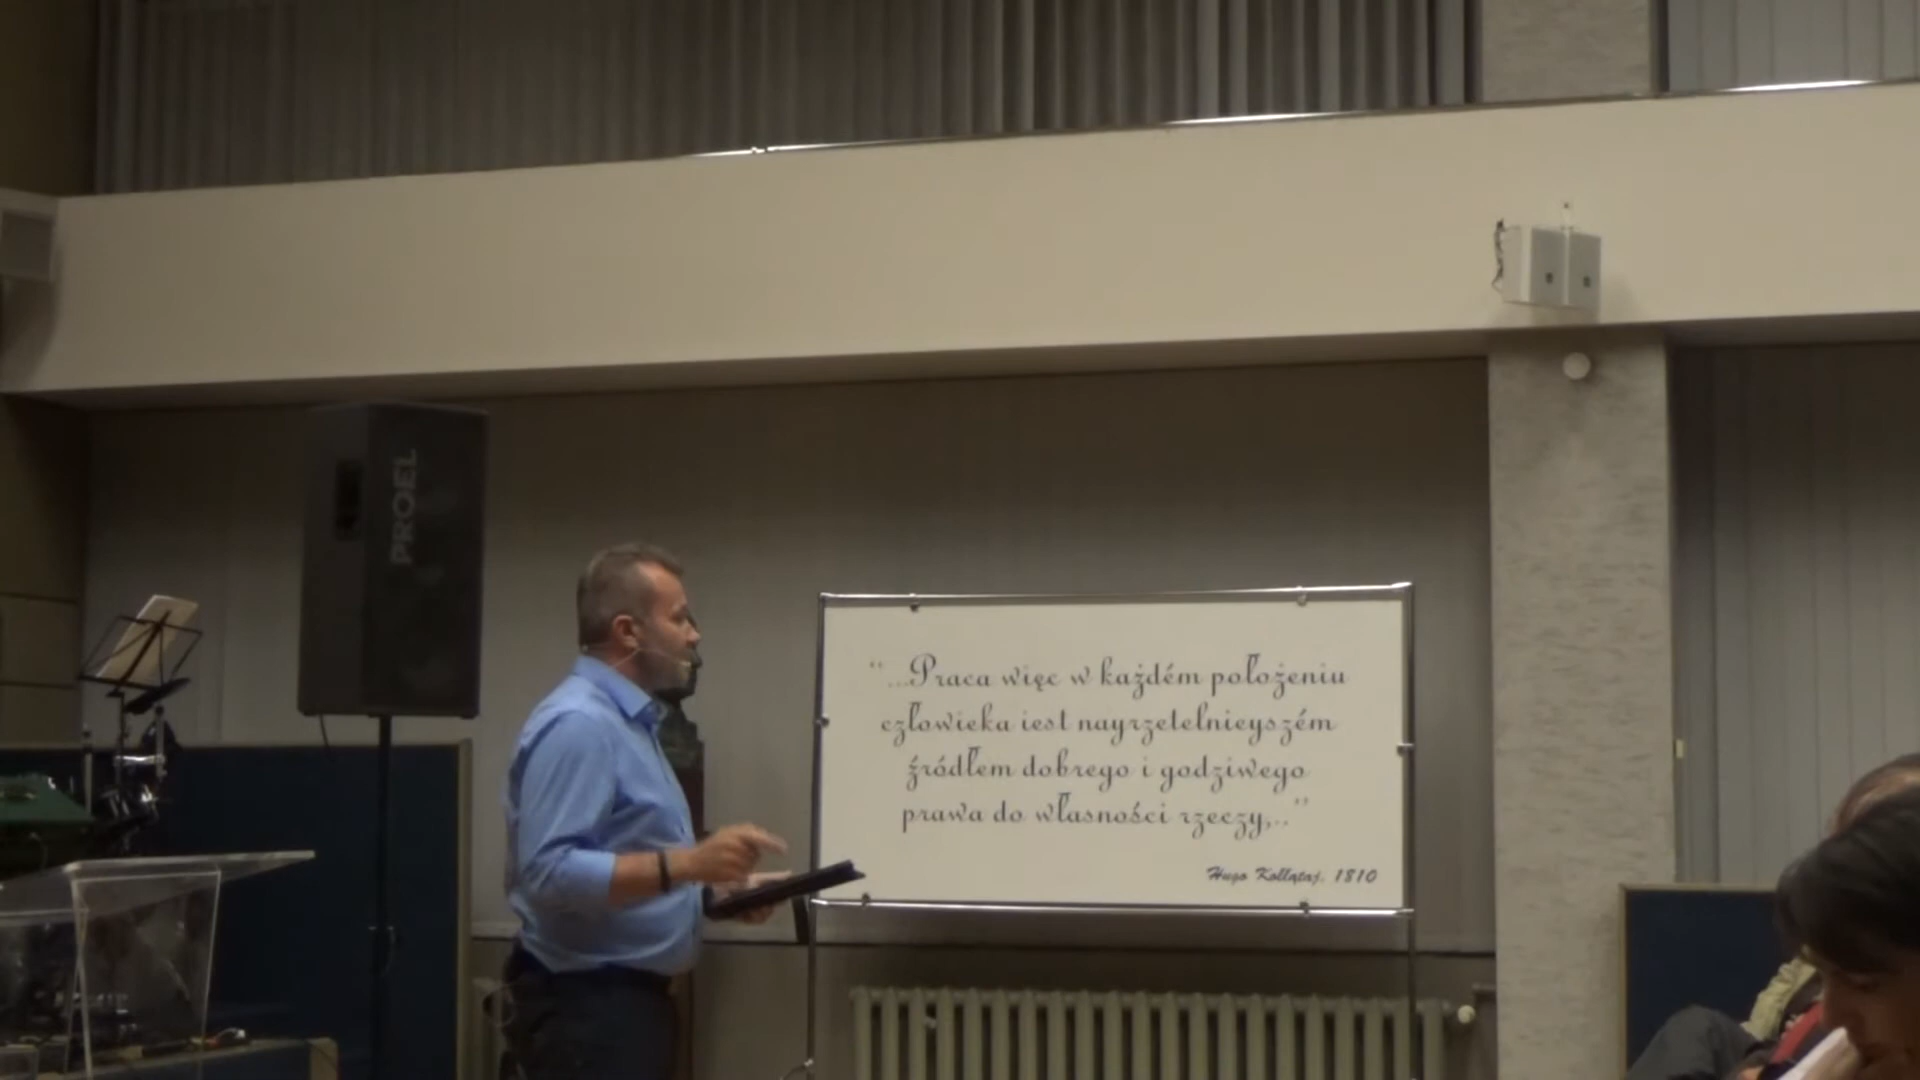 PROEL
“...Praca więc w każdém położeniu
człowieka iest nayrzetelnieyszém
źródłem dobrego i godziwego
prawa do własności rzeczy,..”
Hugo Kołłątaj, 1810